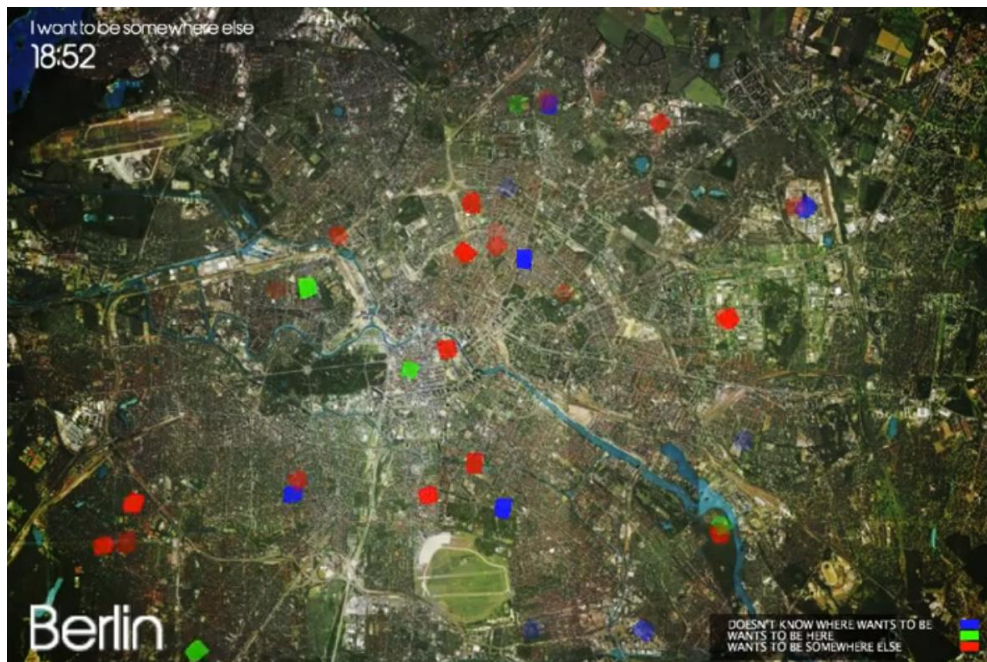 I want to be somewhere else
18:52
Berlin
DOESN'T KNOW WHERE WANTS TO BE
WANTS TO BE HERE
WANTS TO BE SOMEWHERE ELSE